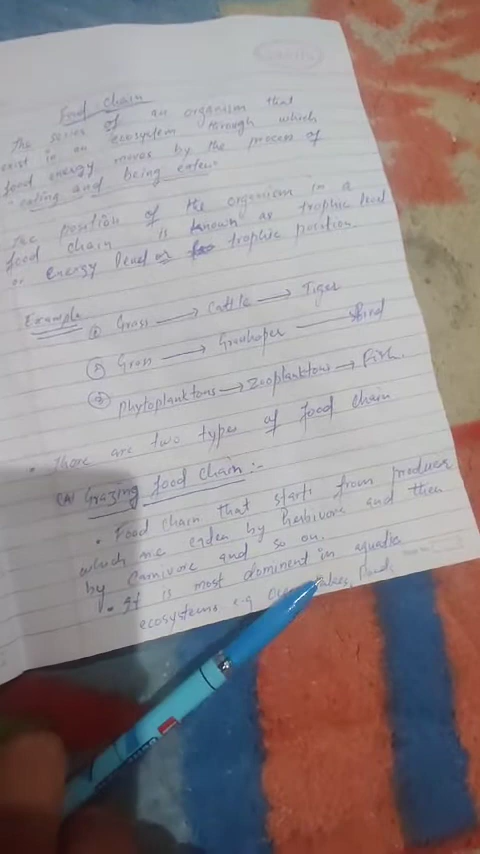 Food chain
The series of an organism that
exist in an ecosystem through which
food energy moves by the process of
"eating and being eaten"
The position of the organism in a
food chain is known as trophic level
or energy level or trophic position
Example
① Grass → Cattle → Tiger
② Grass → Grasshoper → Bird
③ Phytoplanktons → Zooplanktons → Fish.
• There are two types of food chain
(A) Grazing food chain :-
• Food chain that starts from producer
which are eaten by Herbivore and then
by Carnivore and so on.
• It is most dominent in aquatic
ecosystems e.g